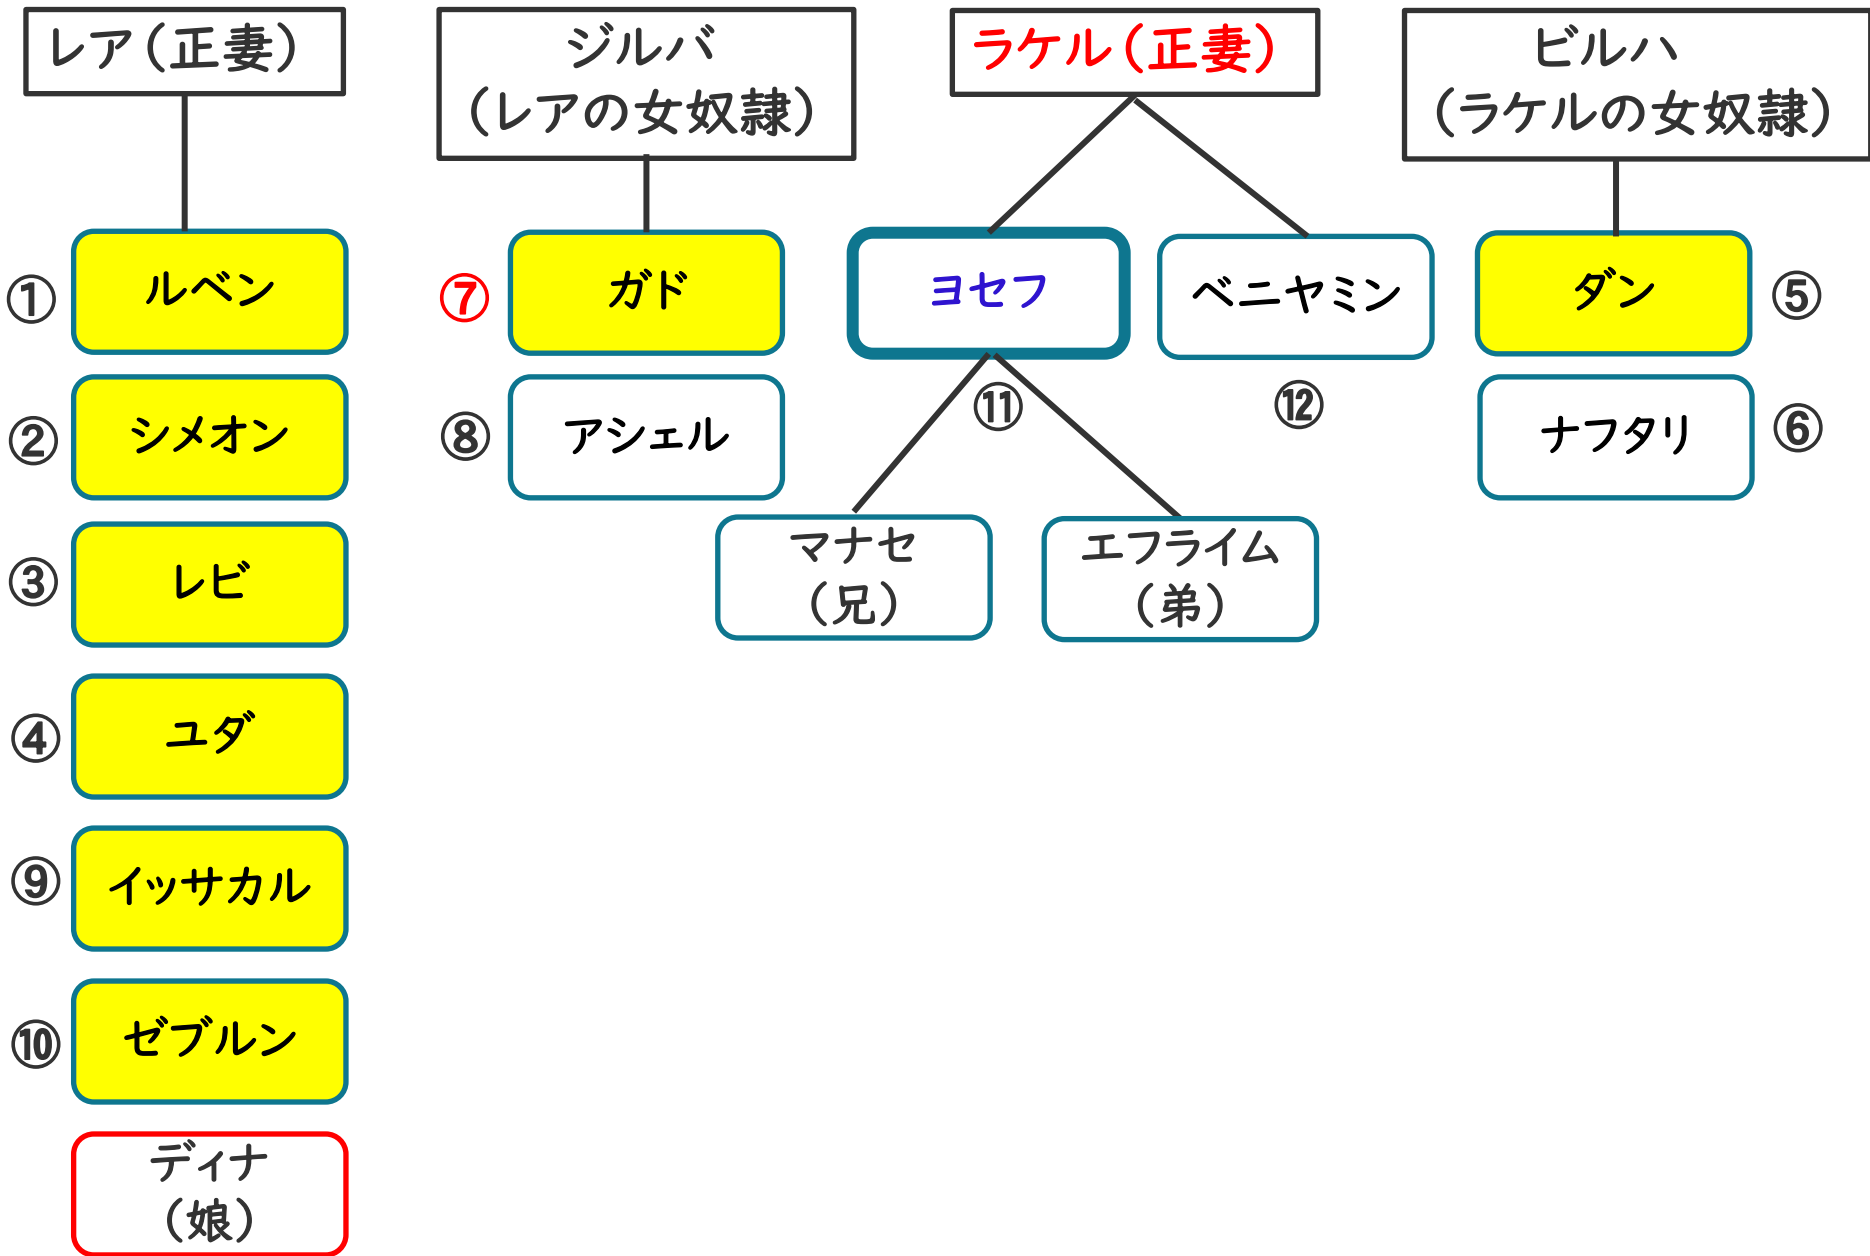 レア（正妻）
ジルバ
（レアの女奴隷）
ラケル（正妻）
ビルハ
（ラケルの女奴隷）
①
ルベン
⑦
ガド
ヨセフ
ベニヤミン
ダン
⑤
②
シメオン
⑧
アシェル
⑪
⑫
ナフタリ
⑥
③
レビ
マナセ
（兄）
エフライム
（弟）
④
ユダ
⑨
イッサカル
⑩
ゼブルン
ディナ
（娘）